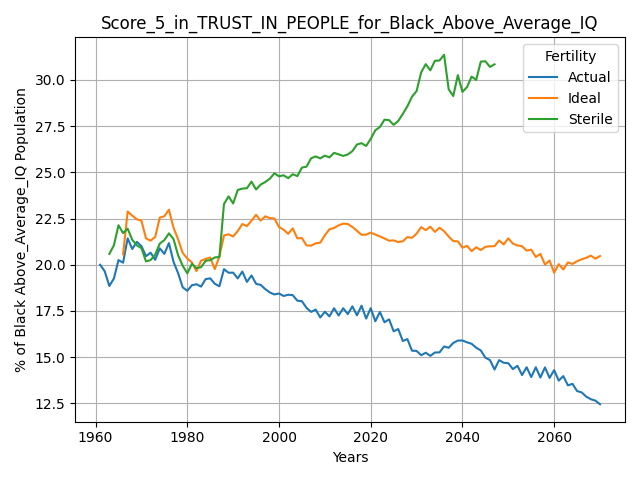 Score_5_in_TRUST_IN_PEOPLE_for_Black_Above_Average_IQ
% of Black Above_Average_IQ Population
30.0
27.5
25.0
22.5
20.0
17.5
15.0
12.5
Fertility
Actual
Ideal
Sterile
1960 1980 2000 2020 2040 2060
Years